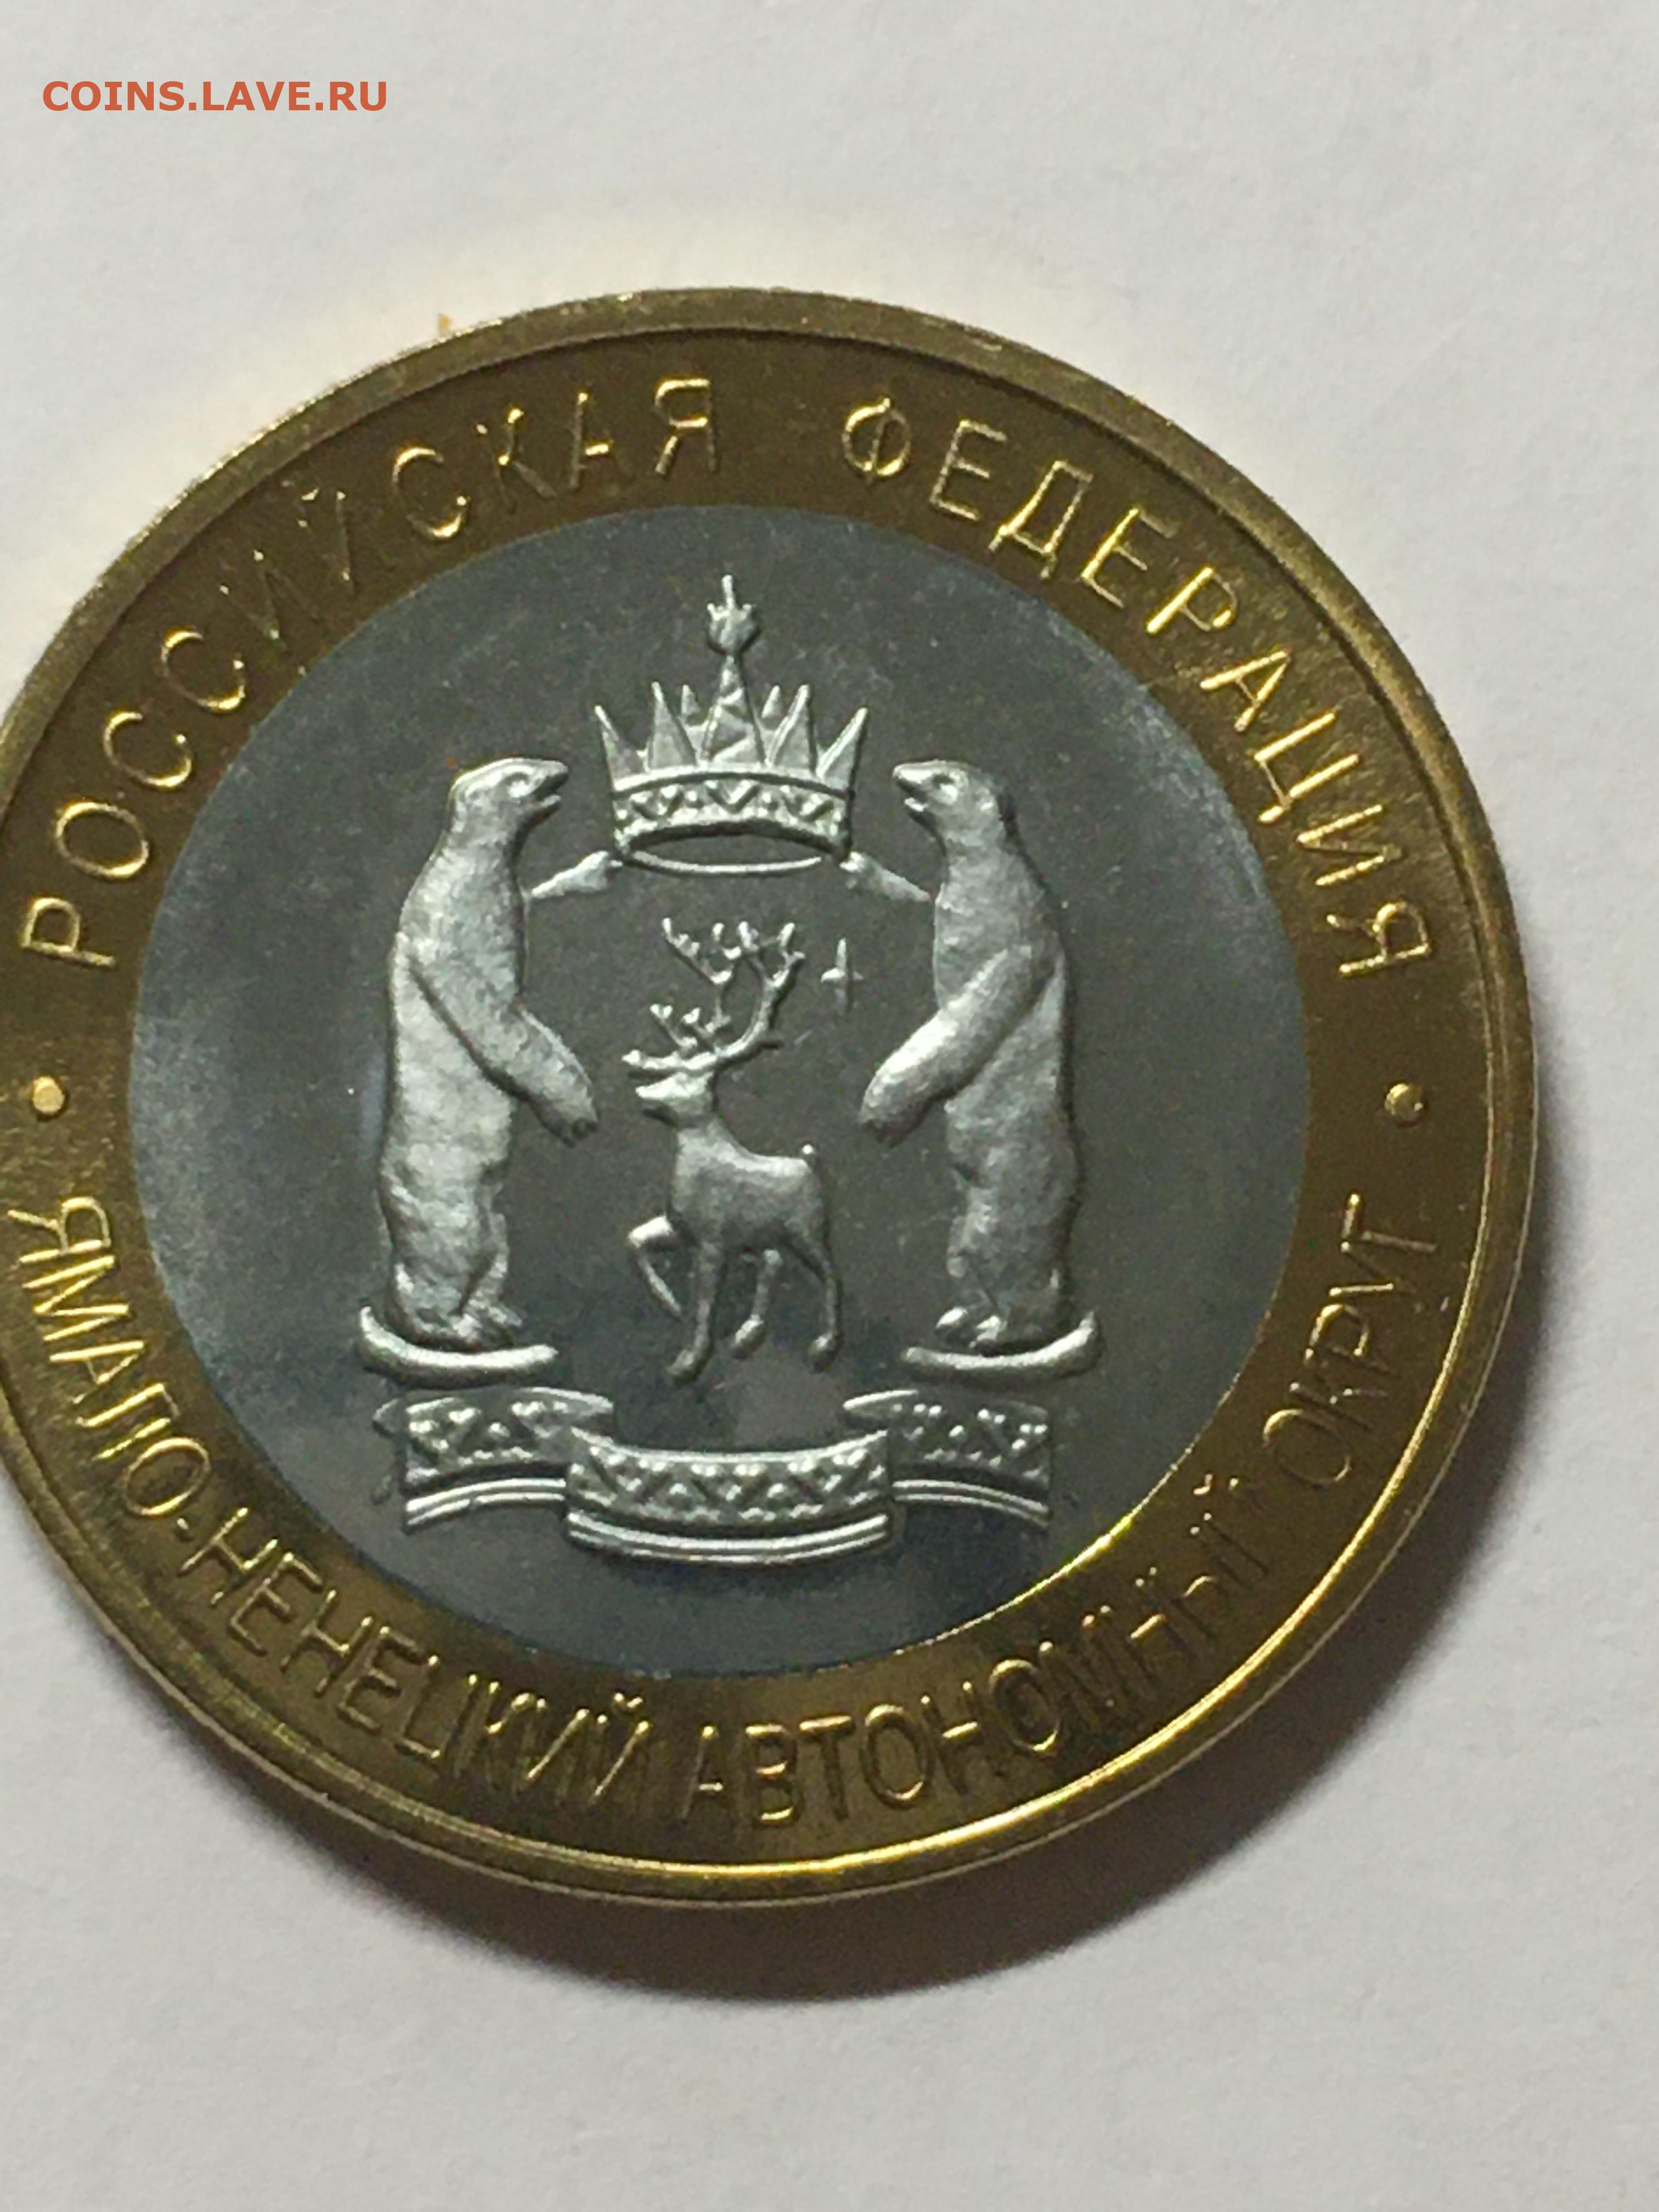 COINS.LAVE.RU
РОССИЙСКАЯ ФЕДЕРАЦИЯ
ЯМАЛО-НЕНЕЦКИЙ АВТОНОМНЫЙ ОКРУГ